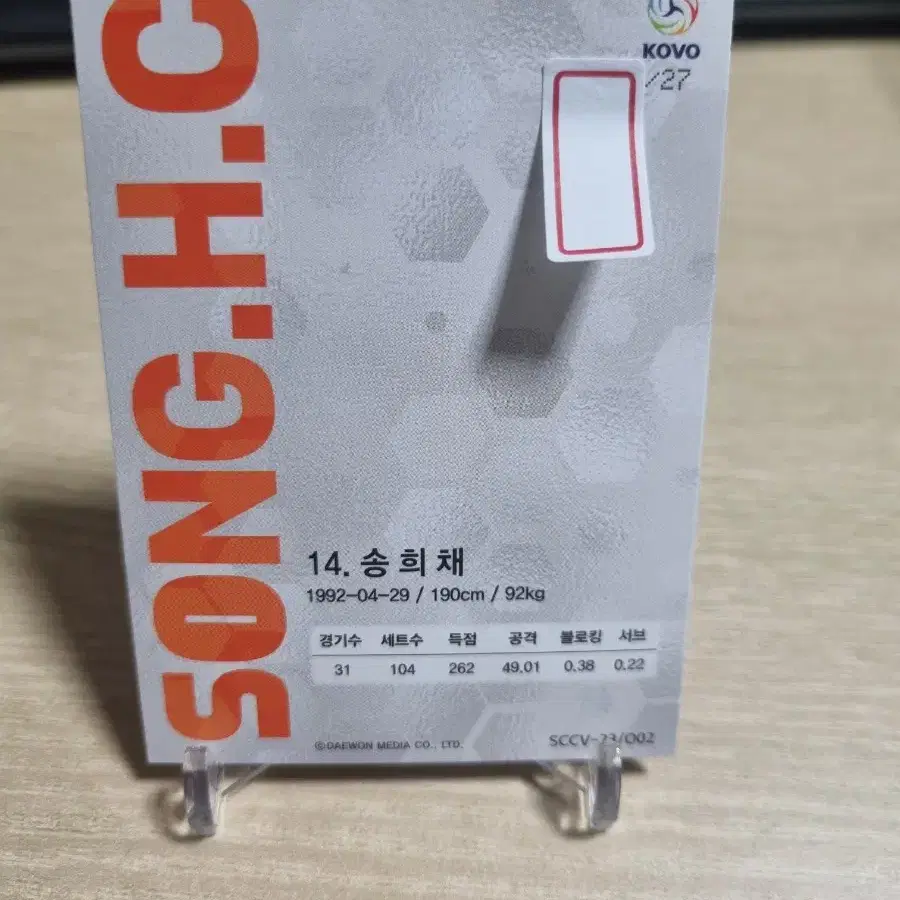 SONG.H.C
KOVO
/27
14. 송희채
1992-04-29 / 190cm / 92kg
경기수 세트수 득점 공격 블로킹 서브
31 104 262 49.01 0.38 0.22
©DAEWON MEDIA CO., LTD.
SCCV-23/O02